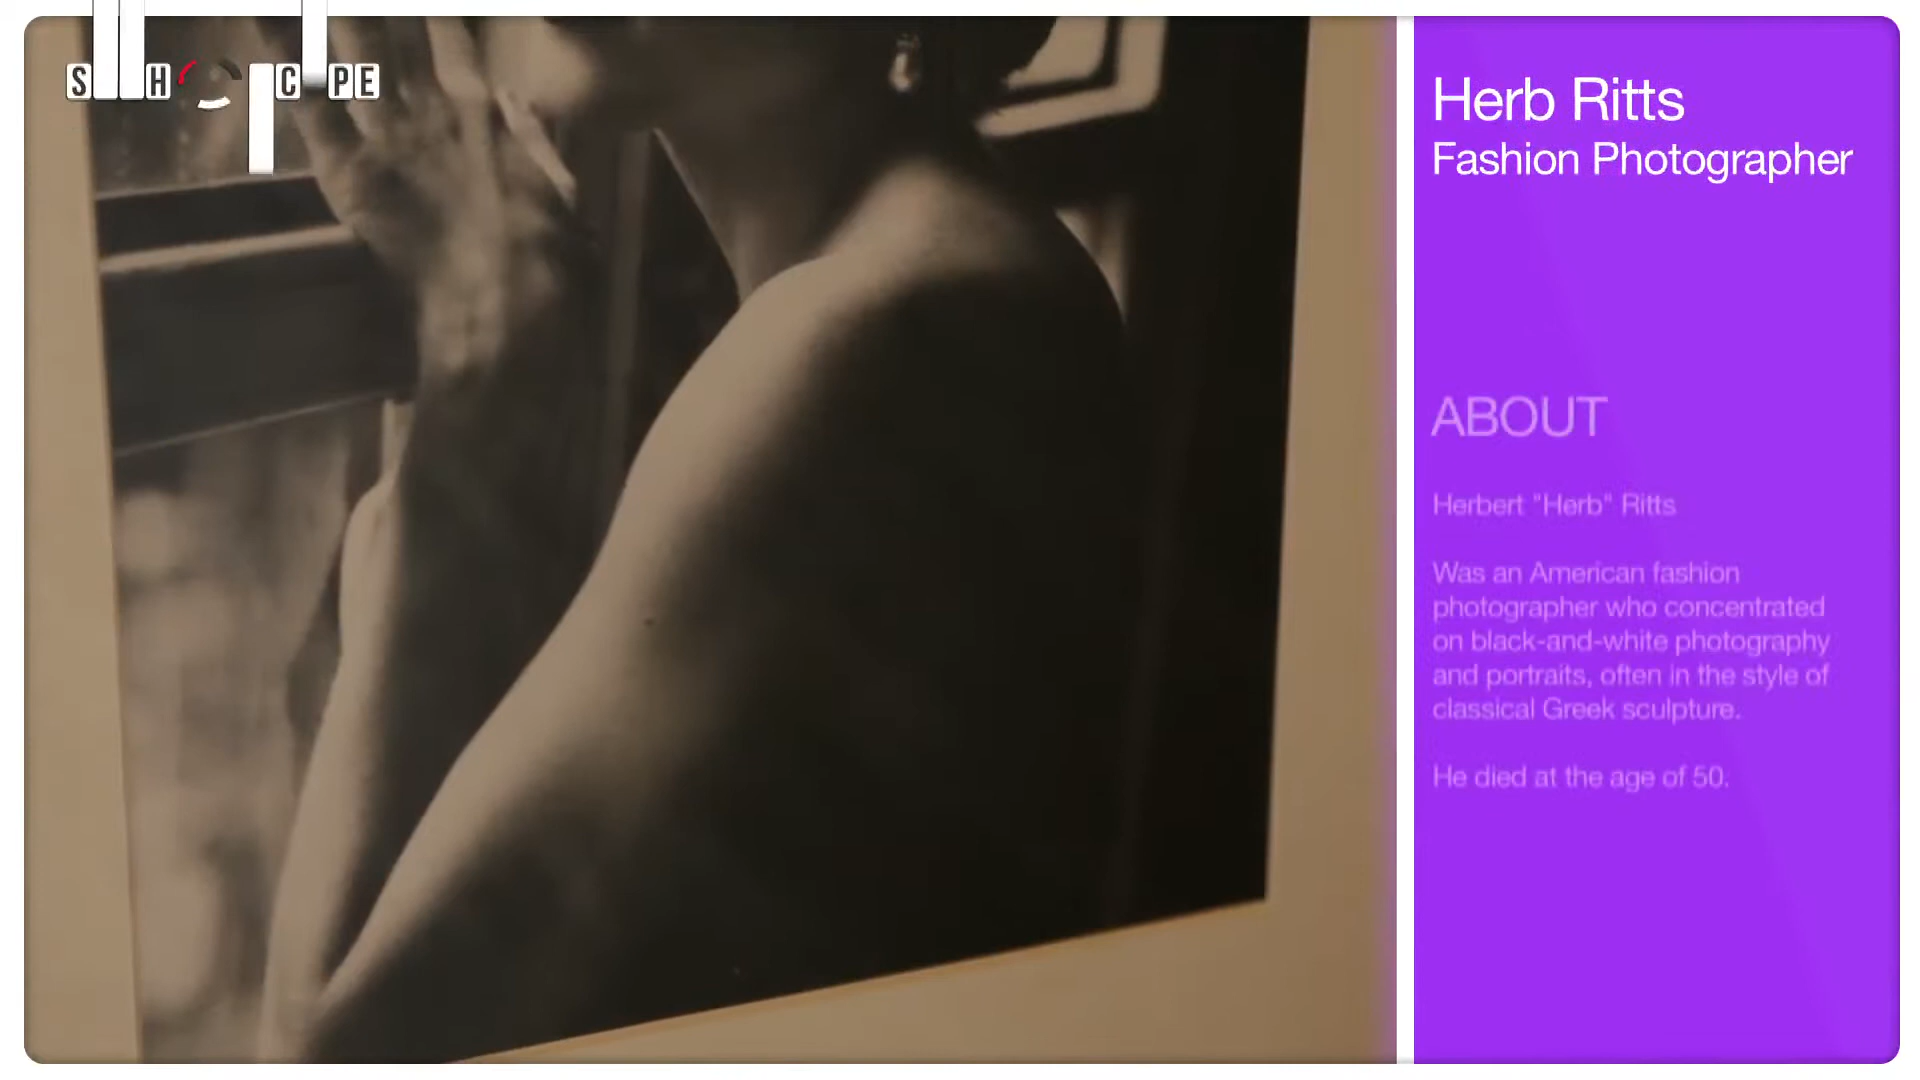 S H C PE
Herb Ritts
Fashion Photographer
ABOUT
Herbert "Herb" Ritts
Was an American fashion
photographer who concentrated
on black-and-white photography
and portraits, often in the style of
classical Greek sculpture.
He died at the age of 50.